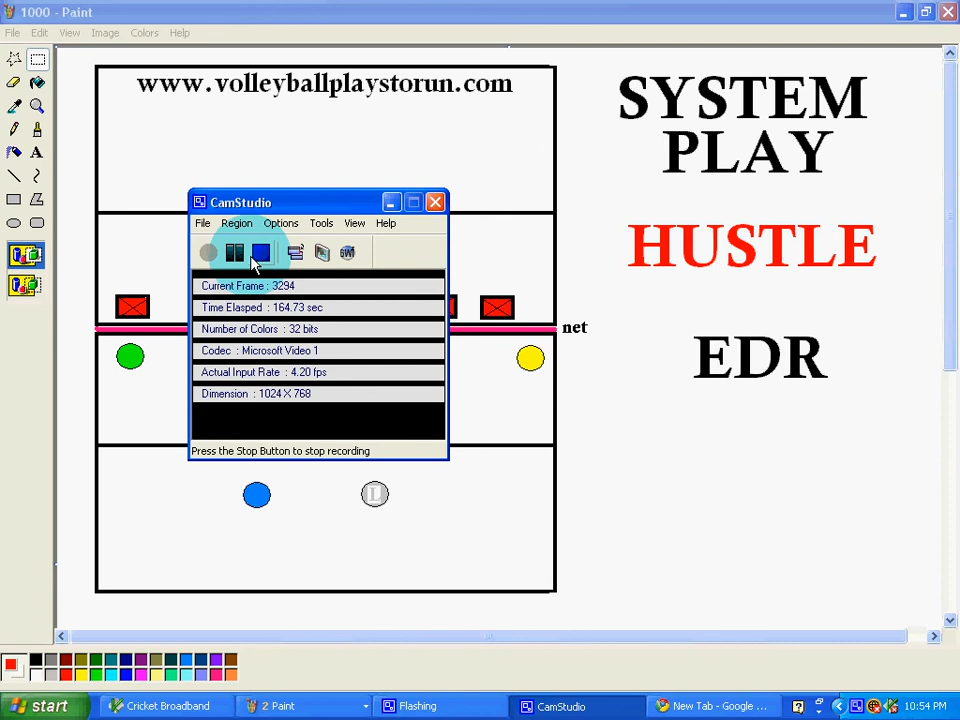 1000 - Paint
File Edit View Image Colors Help
www.volleyballplaystorun.com
SYSTEM
PLAY
HUSTLE
EDR
net
CamStudio
File Region Options Tools View Help
Current Frame : 3294
Time Elasped : 164.73 sec
Number of Colors : 32 bits
Codec : Microsoft Video 1
Actual Input Rate : 4.20 fps
Dimension : 1024 X 768
Press the Stop Button to stop recording
L
A
start
Cricket Broadband
2 Paint
Flashing
CamStudio
New Tab - Google ...
10:54 PM